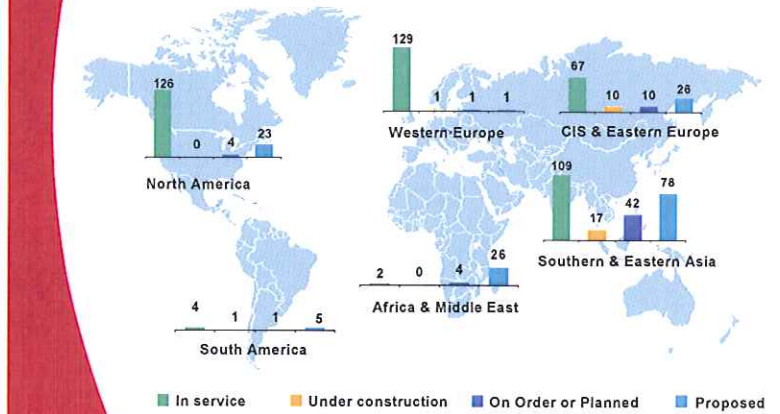 126
0
4
23
North America
129
1
1
1
Western Europe
67
10
10
26
CIS & Eastern Europe
109
17
42
78
Southern & Eastern Asia
2
0
4
26
Africa & Middle East
4
1
1
5
South America
In service
Under construction
On Order or Planned
Proposed